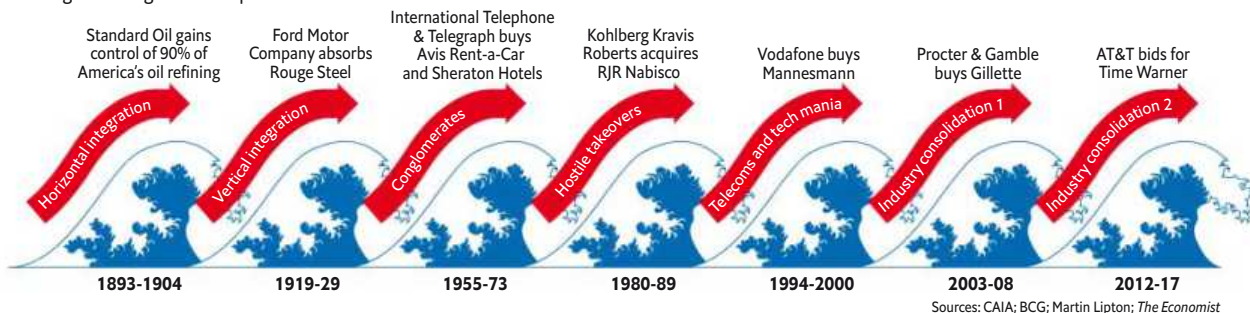 Standard Oil gains
control of 90% of
America's oil refining
Ford Motor
Company absorbs
Rouge Steel
International Telephone
& Telegraph buys
Avis Rent-a-Car
and Sheraton Hotels
Kohlberg Kravis
Roberts acquires
RJR Nabisco
Vodafone buys
Mannesmann
Procter & Gamble
buys Gillette
AT&T bids for
Time Warner
Horizontal integration
Vertical integration
Conglomerates
Hostile takeovers
Telecoms and tech mania
Industry consolidation 1
Industry consolidation 2
1893-1904
1919-29
1955-73
1980-89
1994-2000
2003-08
2012-17
Sources: CAIA; BCG; Martin Lipton; The Economist